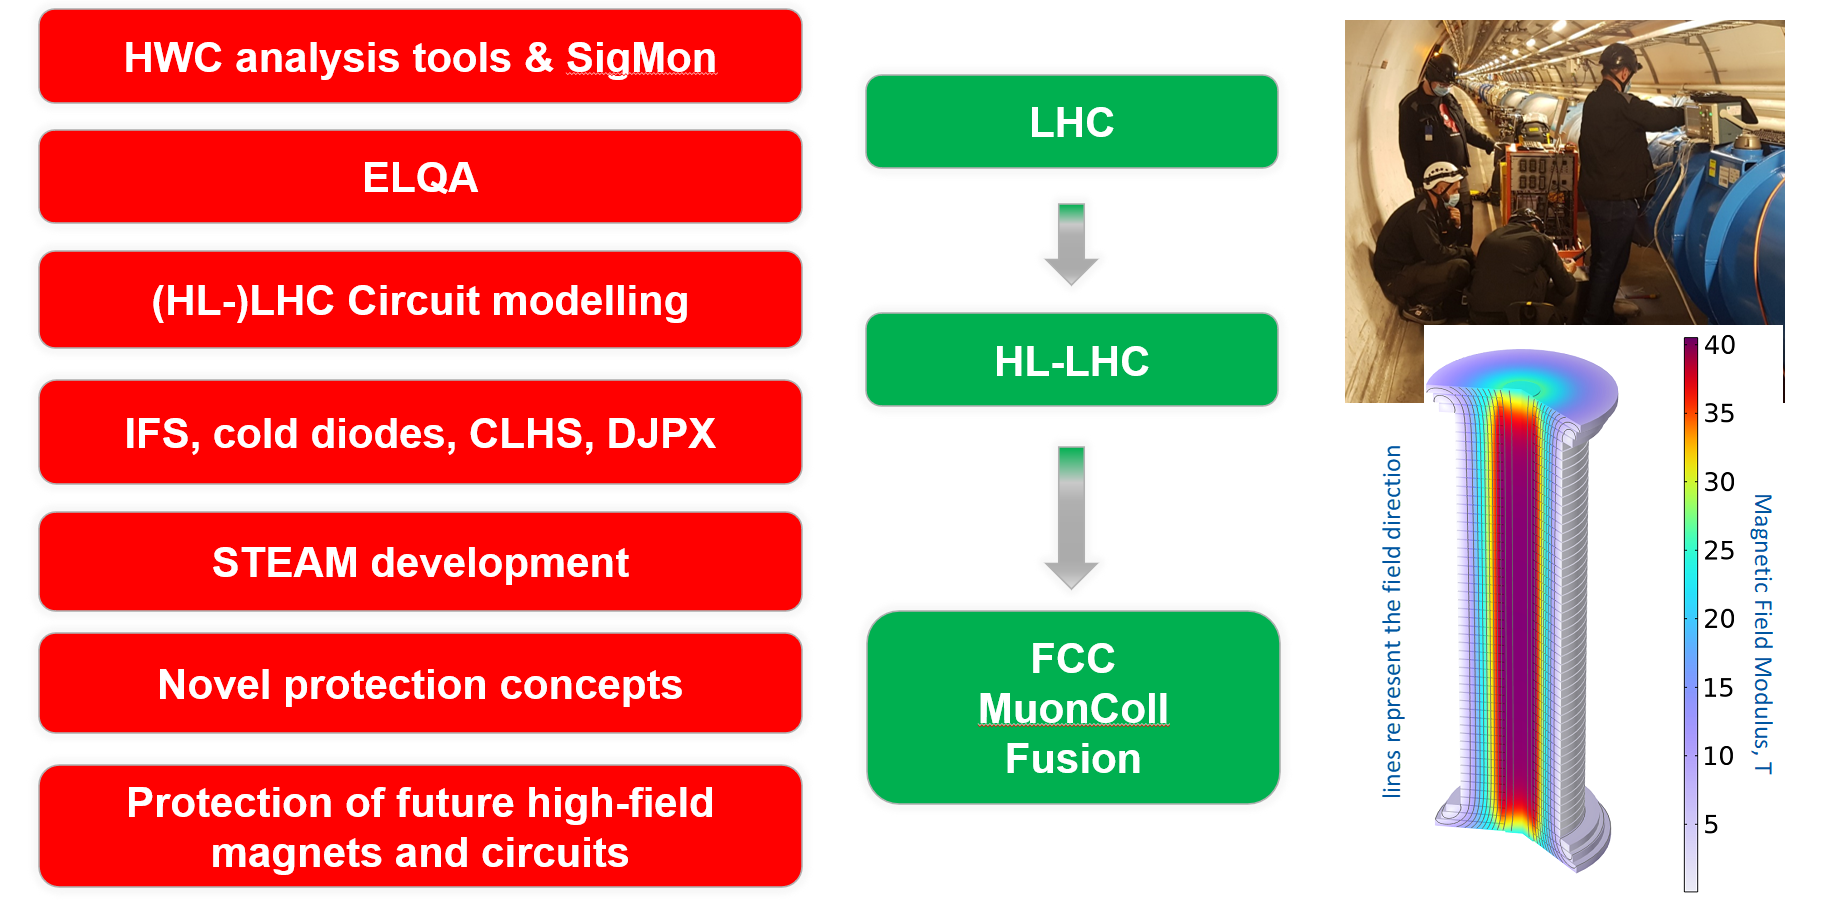 HWC analysis tools & SigMon
ELQA
(HL-)LHC Circuit modelling
IFS, cold diodes, CLHS, DJPX
STEAM development
Novel protection concepts
Protection of future high-field
magnets and circuits
LHC
HL-LHC
FCC
MuonColl
Fusion
lines represent the field direction
40
35
30
25
20
15
10
5
Magnetic Field Modulus, T